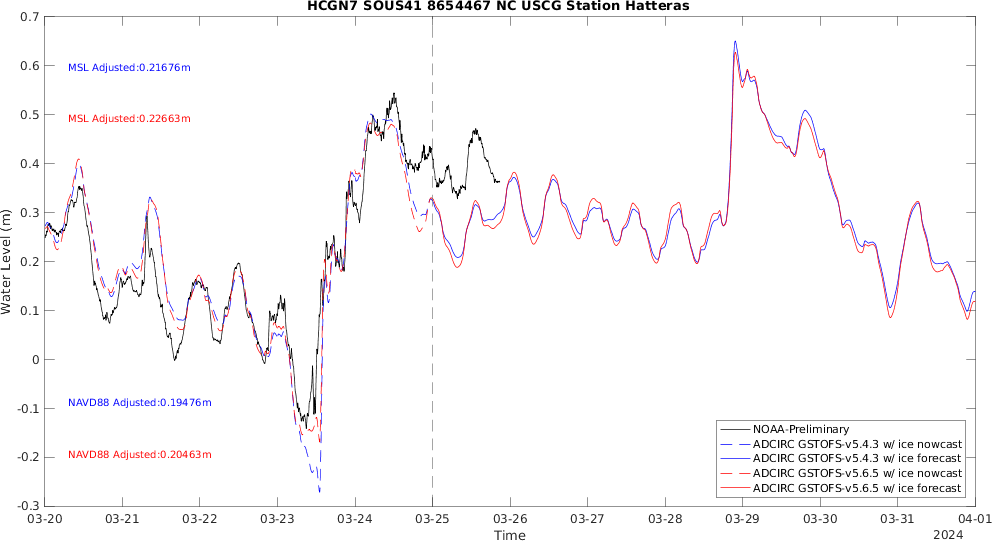 HCGN7 SOUS41 8654467 NC USCG Station Hatteras
0.7
0.6
0.5
0.4
0.3
0.2
0.1
0
-0.1
-0.2
-0.3
Water Level (m)
MSL Adjusted:0.21676m
MSL Adjusted:0.22663m
NAVD88 Adjusted:0.19476m
NAVD88 Adjusted:0.20463m
NOAA-Preliminary
ADCIRC GSTOFS-v5.4.3 w/ ice nowcast
ADCIRC GSTOFS-v5.4.3 w/ ice forecast
ADCIRC GSTOFS-v5.6.5 w/ ice nowcast
ADCIRC GSTOFS-v5.6.5 w/ ice forecast
03-20 03-21 03-22 03-23 03-24 03-25 03-26 03-27 03-28 03-29 03-30 03-31 04-01
Time
2024